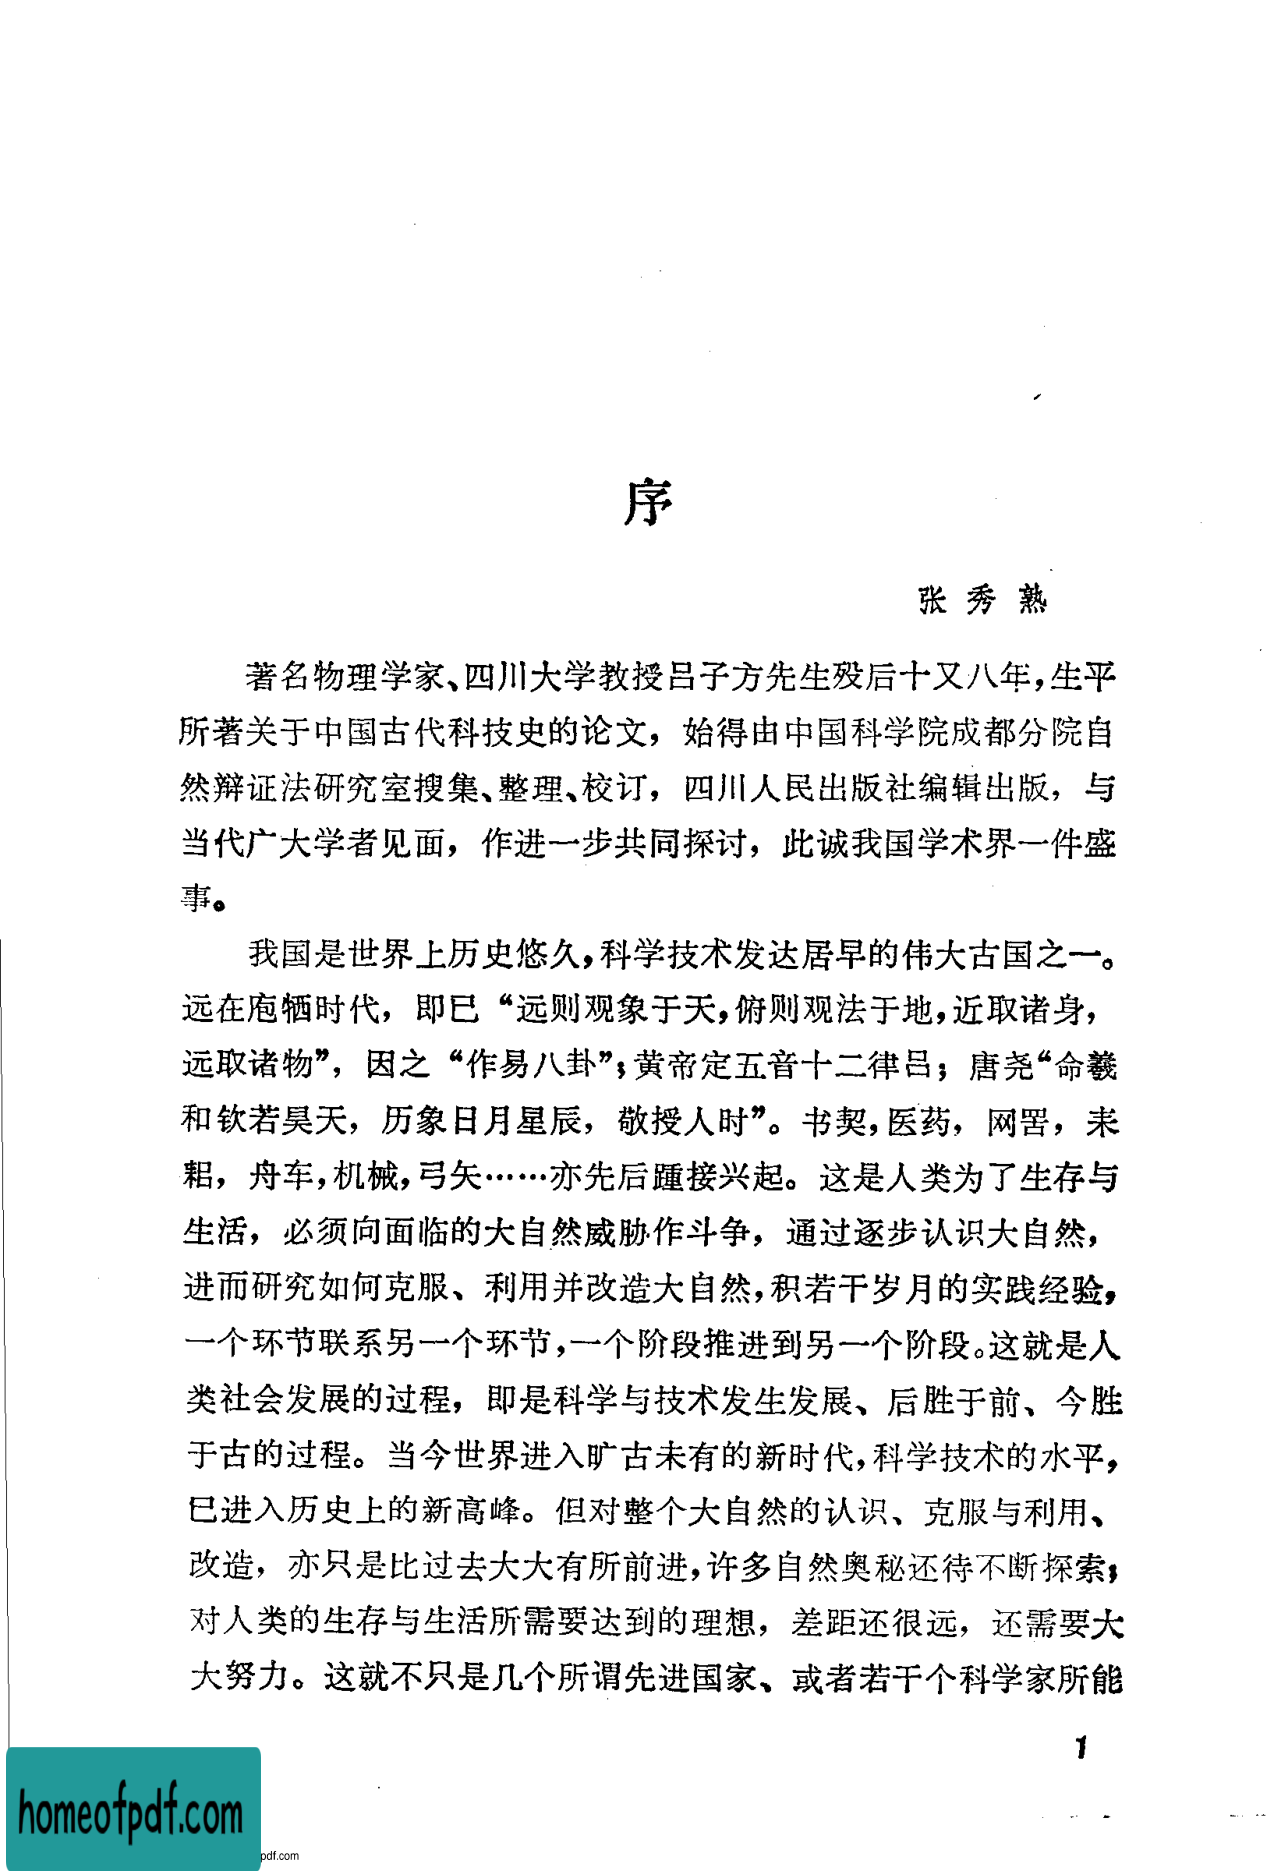 序
张秀熟
著名物理学家、四川大学教授吕子方先生殁后十又八年，生平
所著关于中国古代科技史的论文，始得由中国科学院成都分院自
然辩证法研究室搜集、整理、校订，四川人民出版社编辑出版，与
当代广大学者见面，作进一步共同探讨，此诚我国学术界一件盛
事。
我国是世界上历史悠久，科学技术发达居早的伟大古国之一。
远在庖牺时代，即已“远则观象于天，俯则观法于地，近取诸身，
远取诸物”，因之“作易八卦”；黄帝定五音十二律吕；唐尧“命羲
和钦若昊天，历象日月星辰，敬授人时”。书契，医药，网罟，耒
耜，舟车，机械，弓矢……亦先后踵接兴起。这是人类为了生存与
生活，必须向面临的大自然威胁作斗争，通过逐步认识大自然，
进而研究如何克服、利用并改造大自然，积若干岁月的实践经验，
一个环节联系另一个环节，一个阶段推进到另一个阶段。这就是人
类社会发展的过程，即是科学与技术发生发展、后胜于前、今胜
于古的过程。当今世界进入旷古未有的新时代，科学技术的水平，
已进入历史上的新高峰。但对整个大自然的认识、克服与利用、
改造，亦只是比过去大大有所前进，许多自然奥秘还待不断探索；
对人类的生存与生活所需要达到的理想，差距还很远，还需要大
大努力。这就不只是几个所谓先进国家、或者若干个科学家所能
1
homeofpdf.com
pdf.com